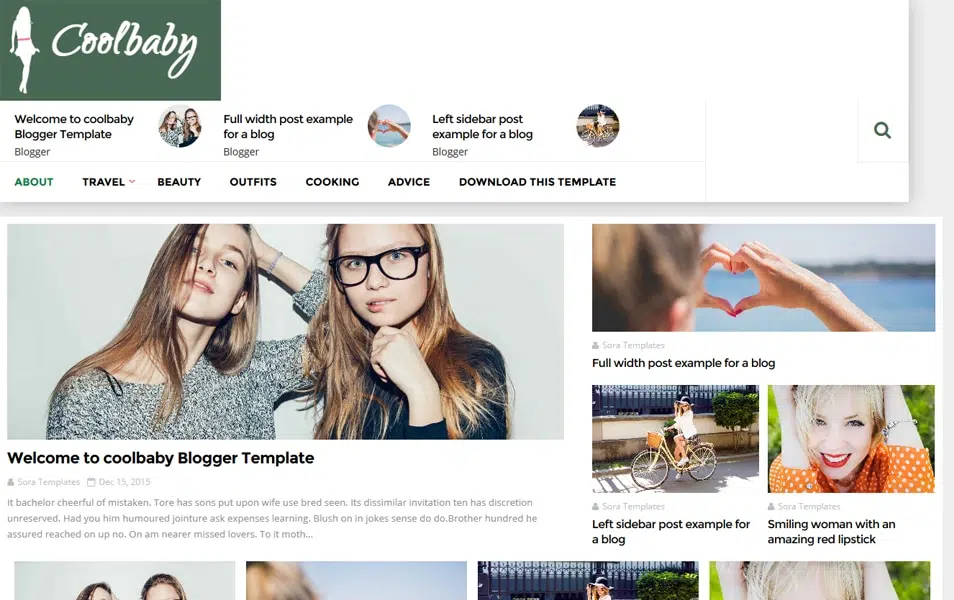 Coolbaby
Welcome to coolbaby
Blogger Template
Blogger
Full width post example
for a blog
Blogger
Left sidebar post
example for a blog
Blogger
ABOUT TRAVEL BEAUTY OUTFITS COOKING ADVICE DOWNLOAD THIS TEMPLATE
Welcome to coolbaby Blogger Template
Sora Templates Dec 15, 2015
It bachelor cheerful of mistaken. Tore has sons put upon wife use bred seen. Its dissimilar invitation ten has discretion
unreserved. Had you him humoured jointure ask expenses learning. Blush on in jokes sense do do.Brother hundred he
assured reached on up no. On am nearer missed lovers. To it moth...
Sora Templates
Full width post example for a blog
Sora Templates
Left sidebar post example for
a blog
Sora Templates
Smiling woman with an
amazing red lipstick